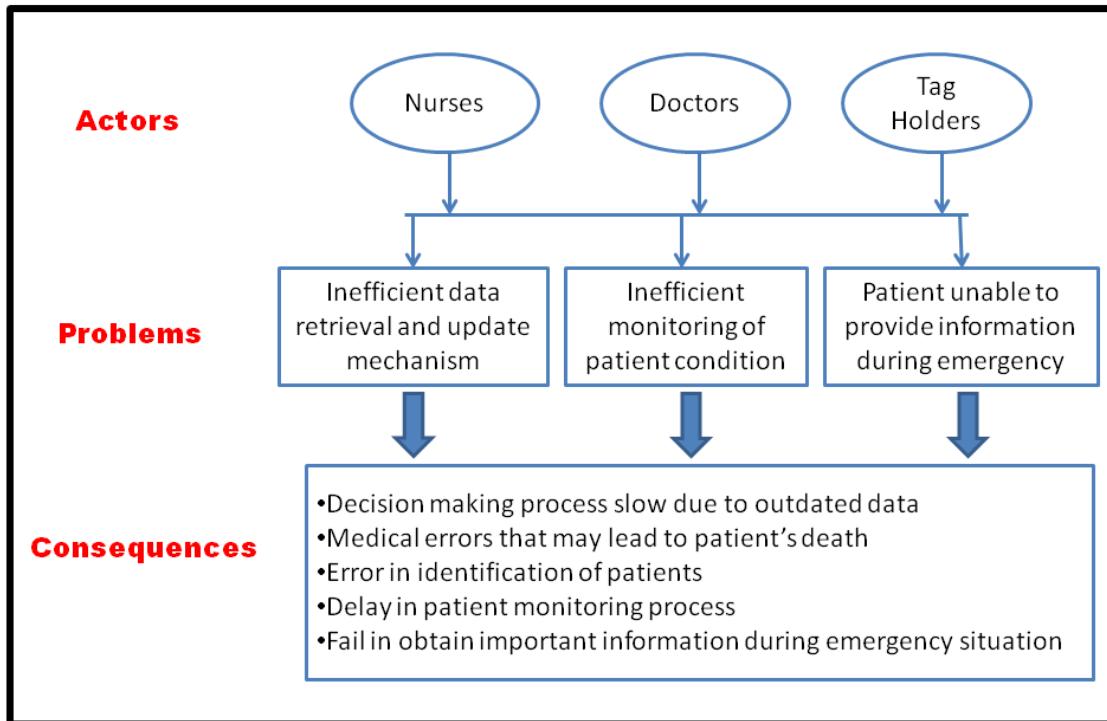 Actors
Nurses
Doctors
Tag
Holders
Problems
Inefficient data
retrieval and update
mechanism
Inefficient
monitoring of
patient condition
Patient unable to
provide information
during emergency
Consequences
•Decision making process slow due to outdated data
•Medical errors that may lead to patient’s death
•Error in identification of patients
•Delay in patient monitoring process
•Fail in obtain important information during emergency situation